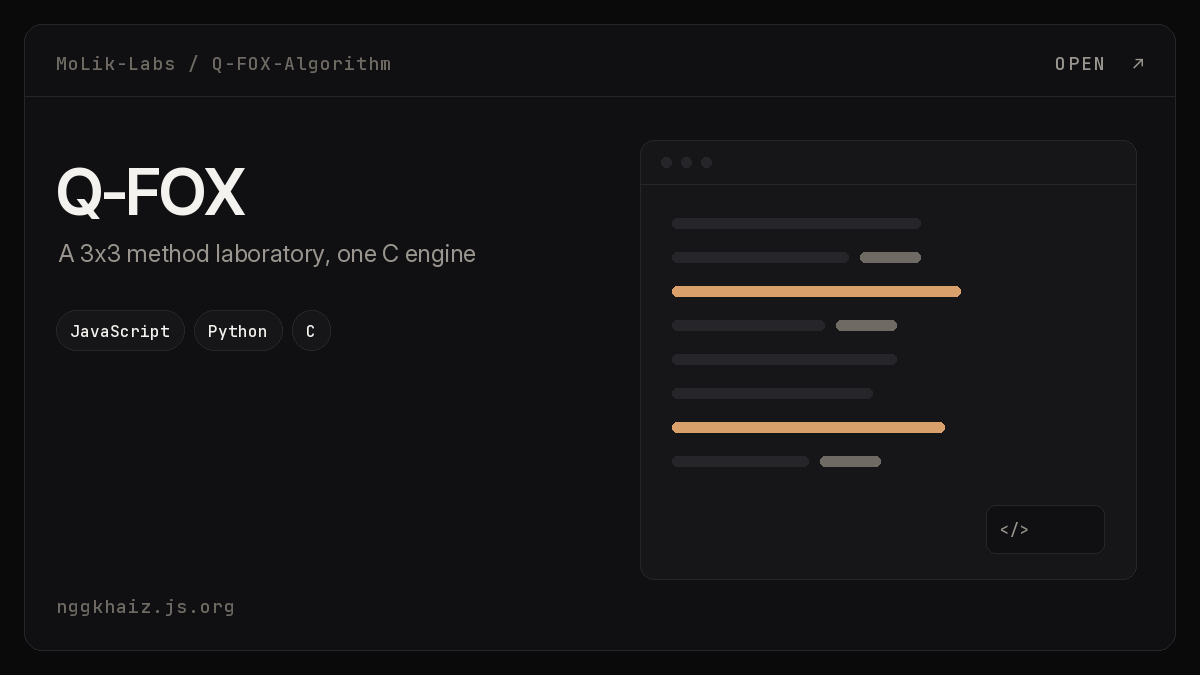 MoLik-Labs / Q-FOX-Algorithm
OPEN ↗
Q-FOX
A 3x3 method laboratory, one C engine
JavaScript Python C
</>
nggkhaiz.js.org